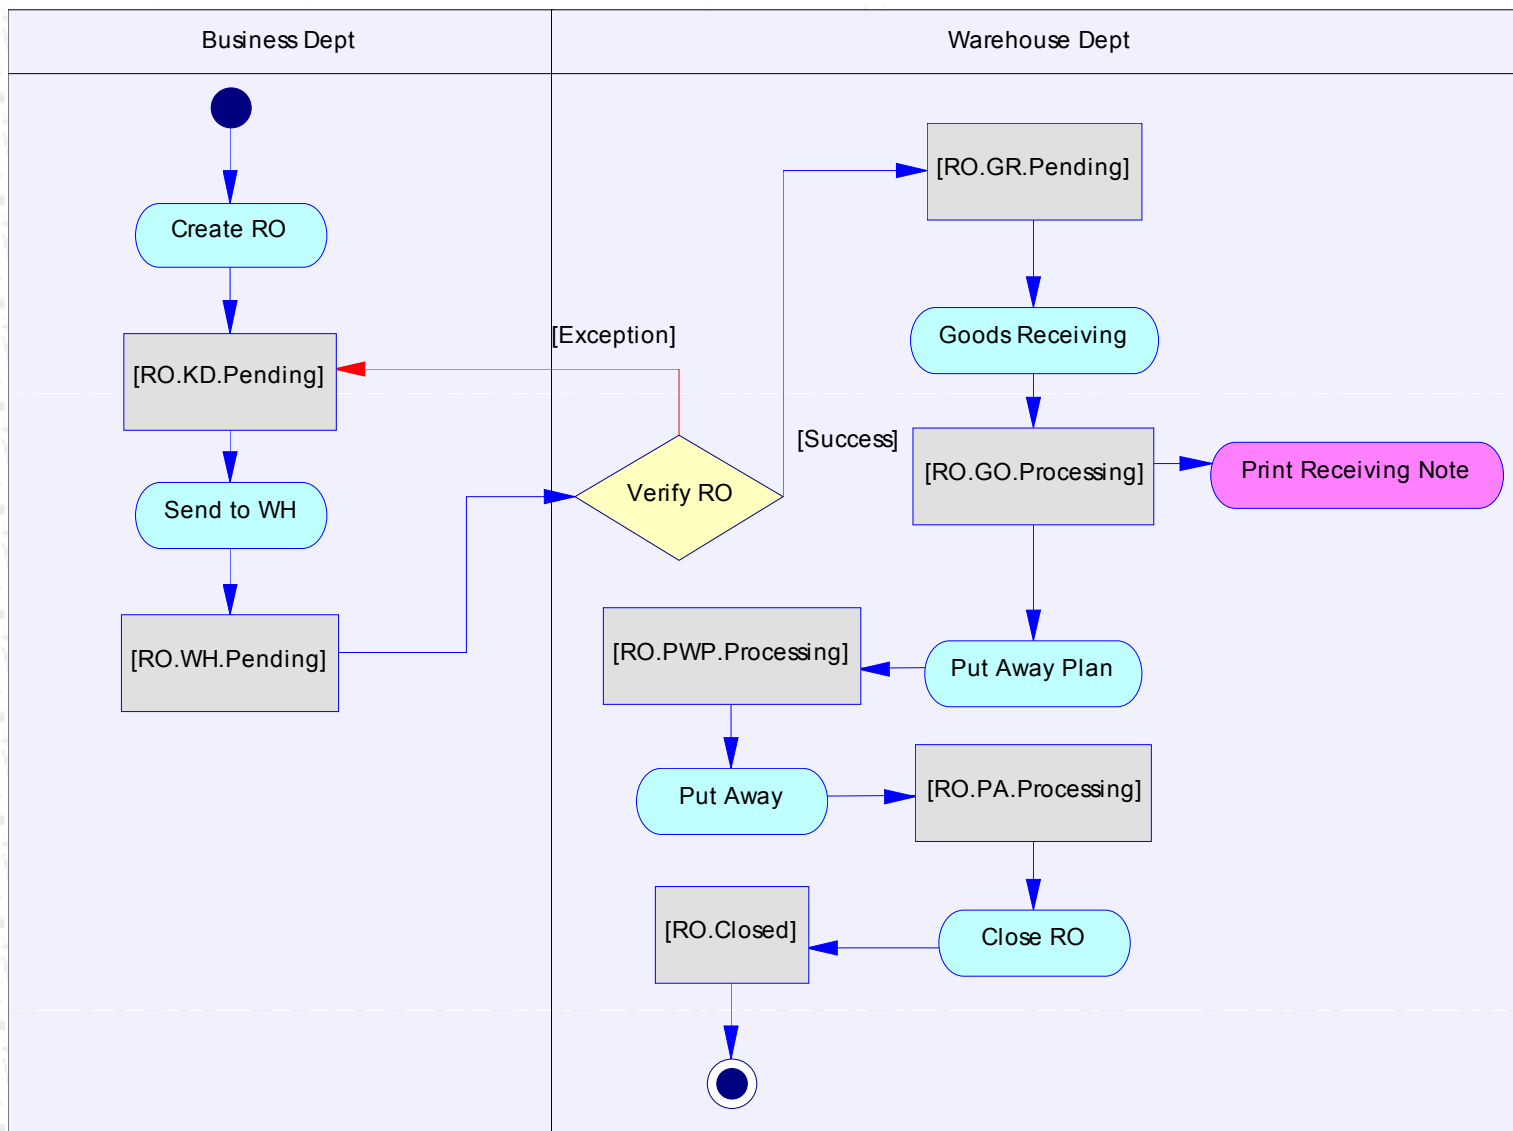 Business Dept
Warehouse Dept
Create RO
[RO.KD.Pending]
Send to WH
[RO.WH.Pending]
[Exception]
Verify RO
[Success]
[RO.GR.Pending]
Goods Receiving
[RO.GO.Processing]
Print Receiving Note
Put Away Plan
[RO.PWP.Processing]
Put Away
[RO.PA.Processing]
Close RO
[RO.Closed]